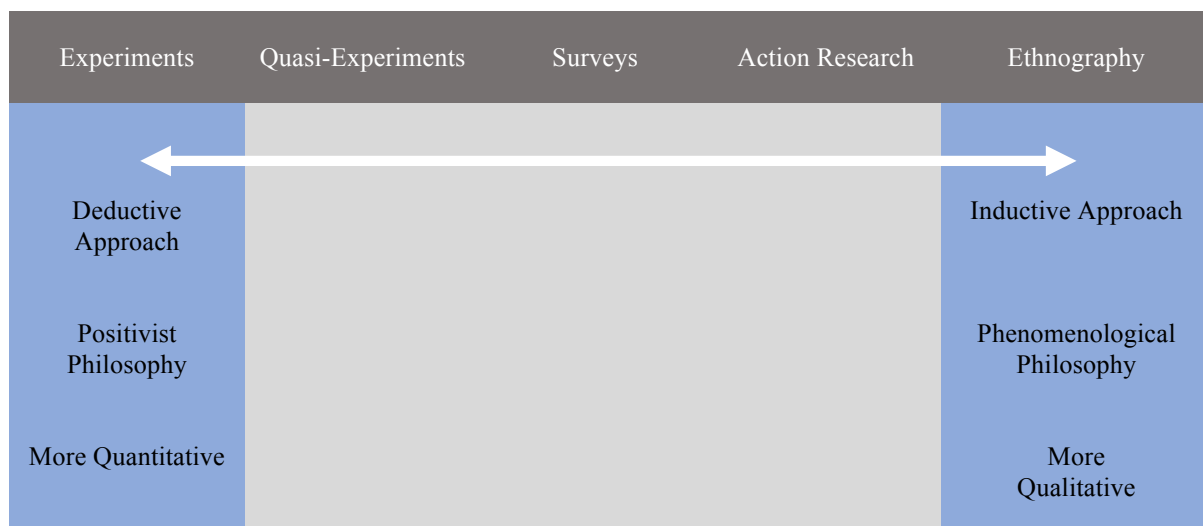 Experiments Quasi-Experiments Surveys Action Research Ethnography
Deductive
Approach
Inductive Approach
Positivist
Philosophy
Phenomenological
Philosophy
More Quantitative
More
Qualitative